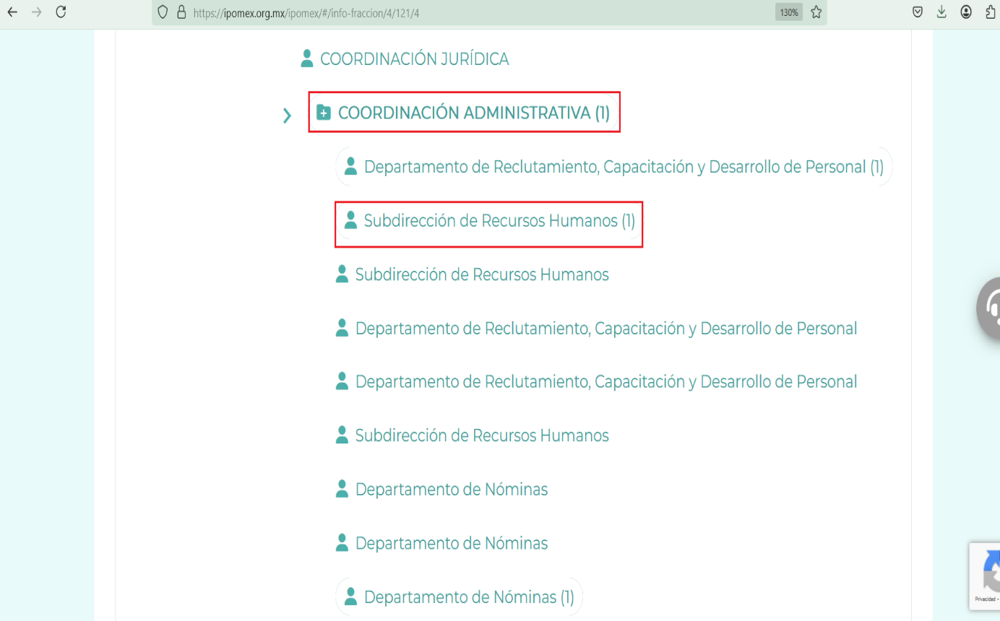 https://ipomex.org.mx/ipomex/#/info-fraccion/4/121/4
130%
COORDINACIÓN JURÍDICA
COORDINACIÓN ADMINISTRATIVA (1)
Departamento de Reclutamiento, Capacitación y Desarrollo de Personal (1)
Subdirección de Recursos Humanos (1)
Subdirección de Recursos Humanos
Departamento de Reclutamiento, Capacitación y Desarrollo de Personal
Departamento de Reclutamiento, Capacitación y Desarrollo de Personal
Subdirección de Recursos Humanos
Departamento de Nóminas
Departamento de Nóminas
Departamento de Nóminas (1)
Privacidad -